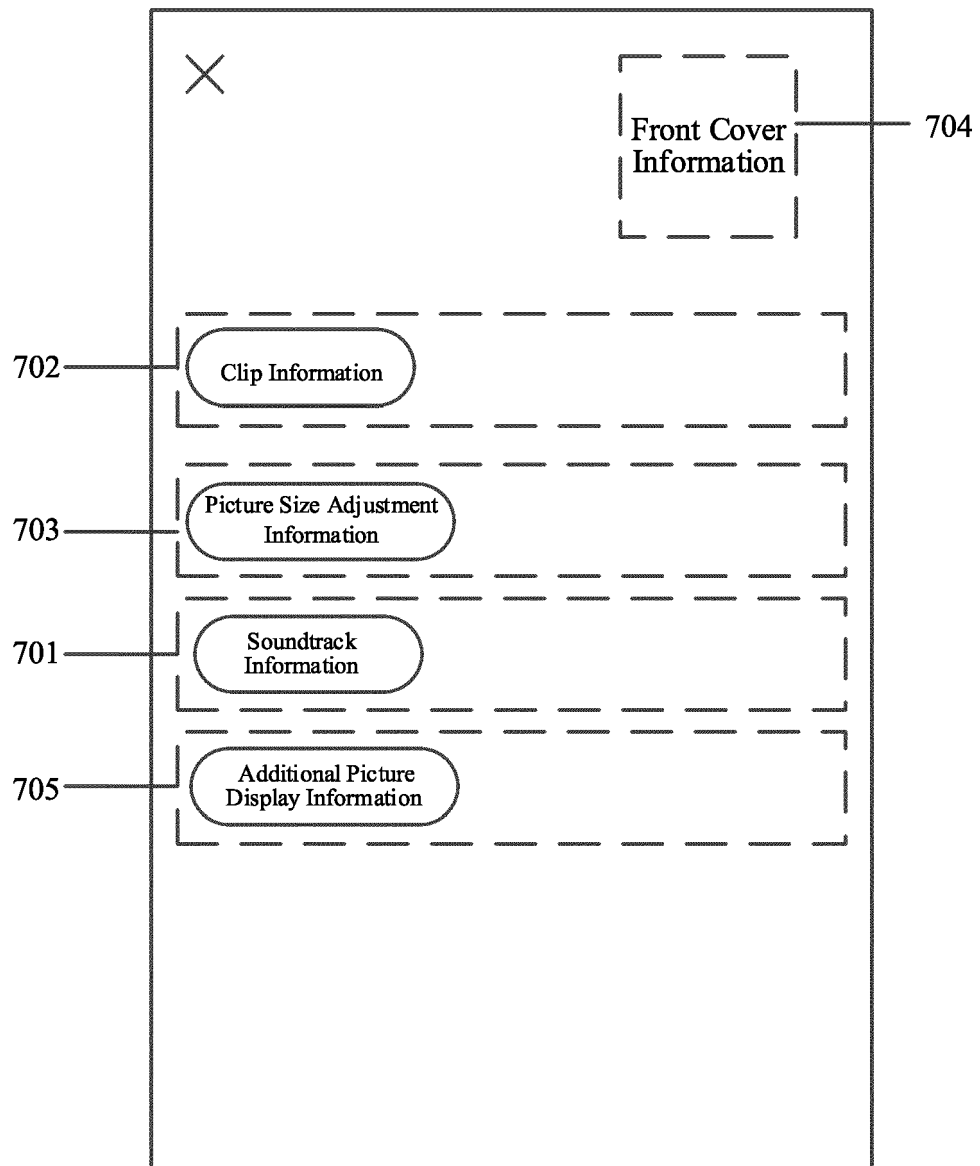 Front Cover
Information
704
702
Clip Information
703
Picture Size Adjustment
Information
701
Soundtrack
Information
705
Additional Picture
Display Information